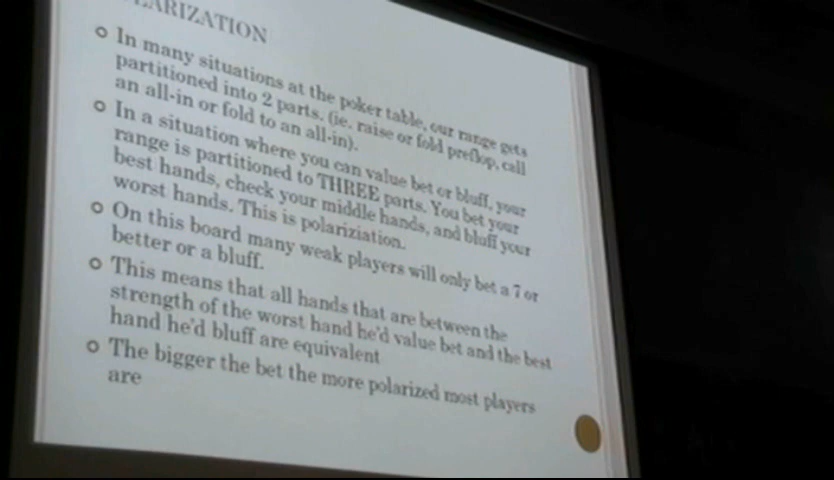 LARIZATION
In many situations at the poker table, our range gets
partitioned into 2 parts. (ie. raise or fold preflop, call
an all-in or fold to an all-in).
In a situation where you can value bet or bluff, your
range is partitioned to THREE parts. You bet your
best hands, check your middle hands, and bluff your
worst hands. This is polariziation.
On this board many weak players will only bet a 7 or
better or a bluff.
This means that all hands that are between the
strength of the worst hand he'd value bet and the best
hand he'd bluff are equivalent
The bigger the bet the more polarized most players
are